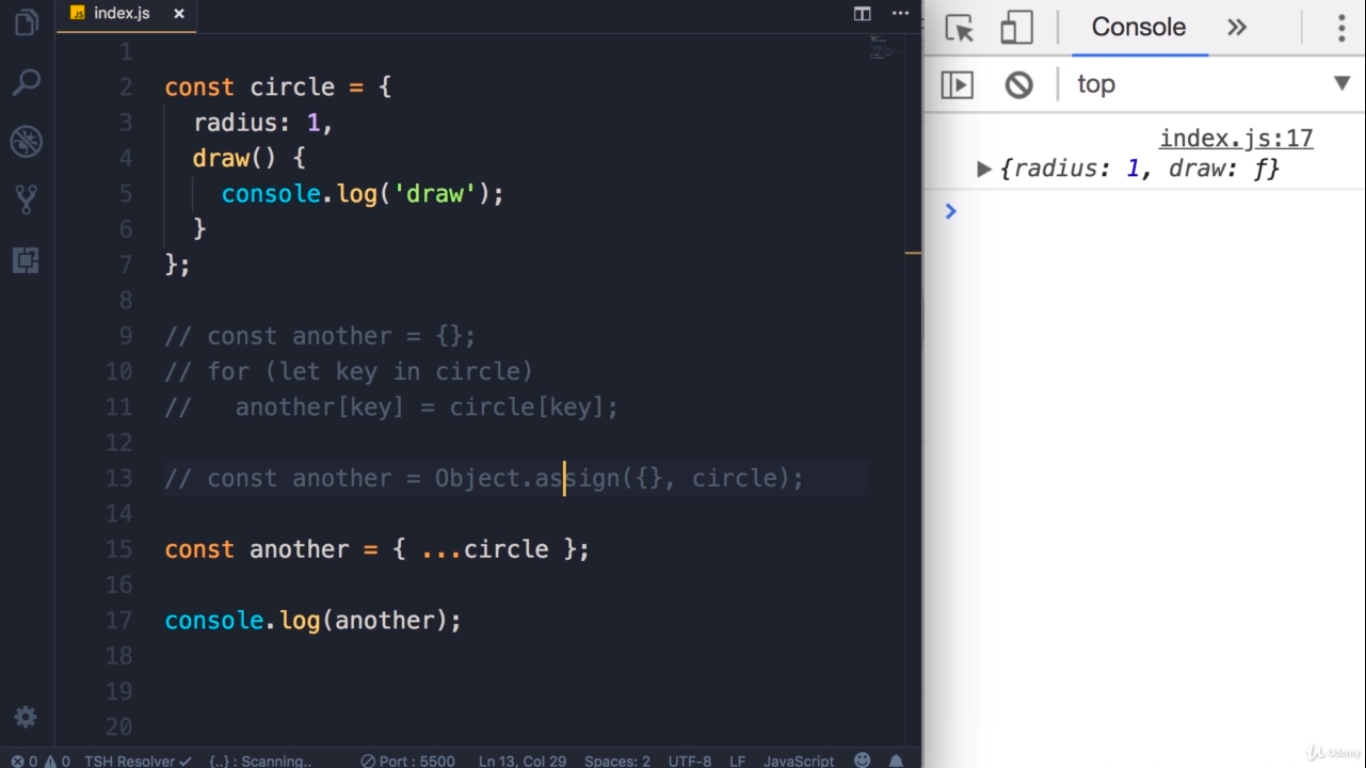 JS index.js × ...
1
2 const circle = {
3 radius: 1,
4 draw() {
5 console.log('draw');
6 }
7 };
8
9 // const another = {};
10 // for (let key in circle)
11 //   another[key] = circle[key];
12
13 // const another = Object.assign({}, circle);
14
15 const another = { ...circle };
16
17 console.log(another);
18
19
20
0 0 TSH Resolver ✓ {..} : Scanning.. Port : 5500 Ln 13, Col 29 Spaces: 2 UTF-8 LF JavaScript
Console »
top ▼
index.js:17
▶ {radius: 1, draw: ƒ}
>
Udemy